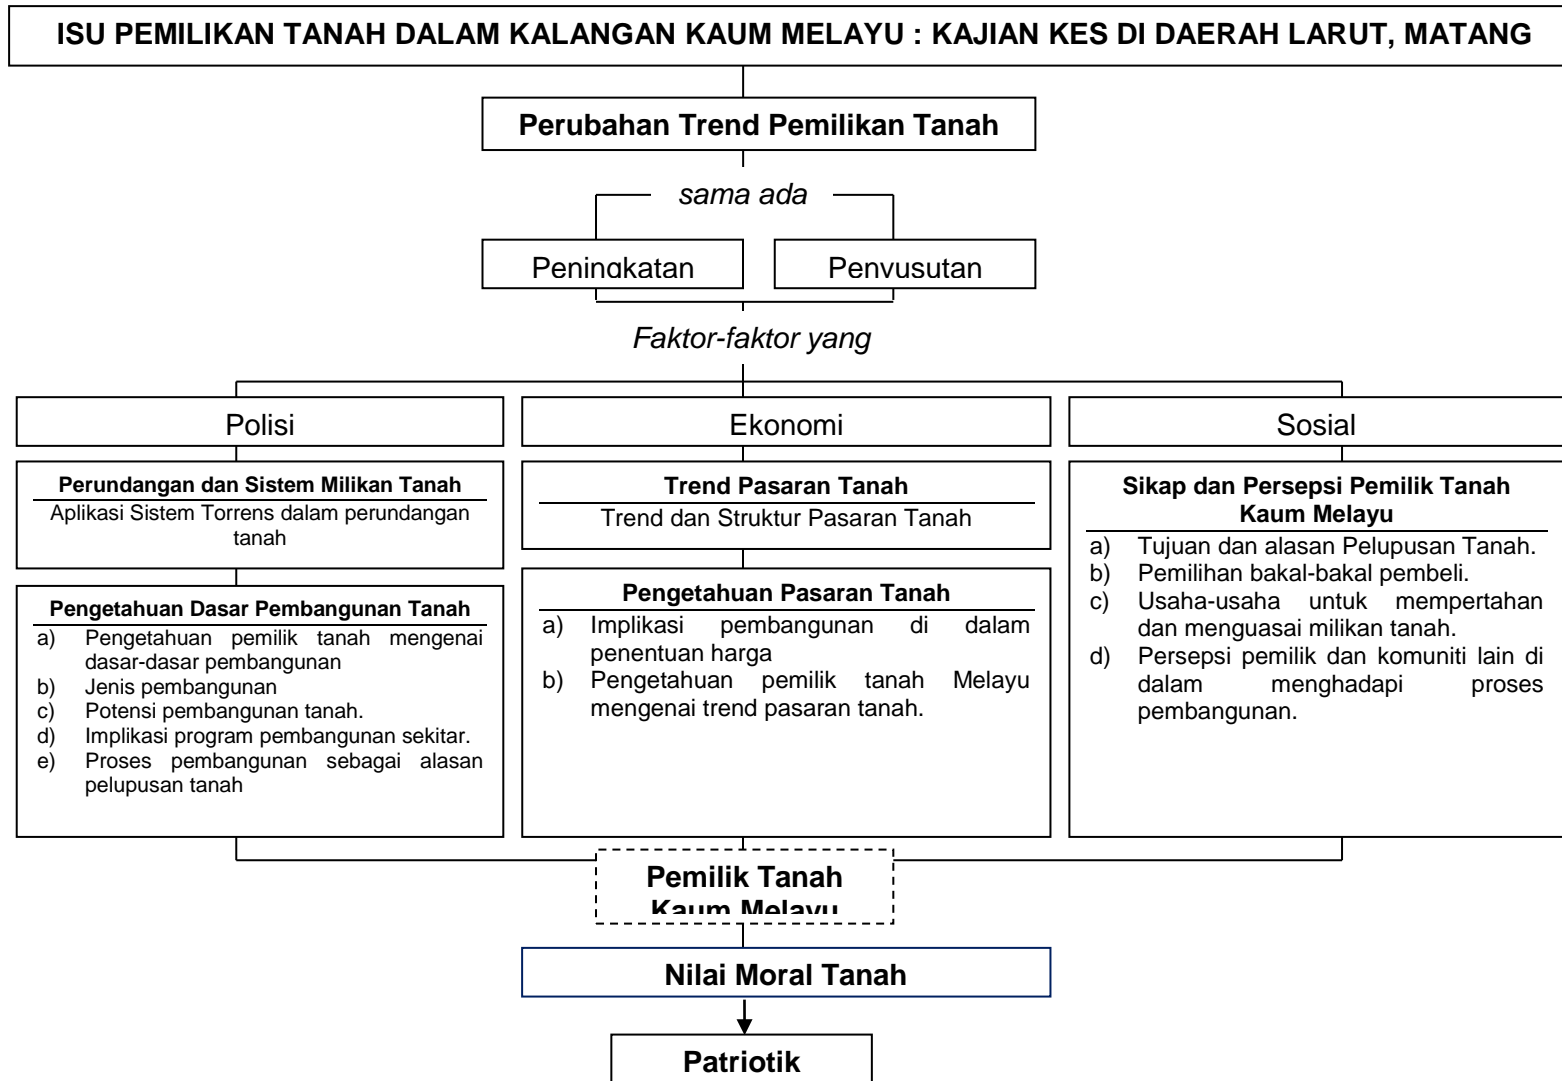 ISU PEMILIKAN TANAH DALAM KALANGAN KAUM MELAYU : KAJIAN KES DI DAERAH LARUT, MATANG
Perubahan Trend Pemilikan Tanah
sama ada
Peningkatan
Penyusutan
Faktor-faktor yang
Polisi
Perundangan dan Sistem Milikan Tanah
Aplikasi Sistem Torrens dalam perundangan
tanah
Pengetahuan Dasar Pembangunan Tanah
a) Pengetahuan pemilik tanah mengenai
dasar-dasar pembangunan
b) Jenis pembangunan
c) Potensi pembangunan tanah.
d) Implikasi program pembangunan sekitar.
e) Proses pembangunan sebagai alasan
pelupusan tanah
Ekonomi
Trend Pasaran Tanah
Trend dan Struktur Pasaran Tanah
Pengetahuan Pasaran Tanah
a) Implikasi pembangunan di dalam
penentuan harga
b) Pengetahuan pemilik tanah Melayu
mengenai trend pasaran tanah.
Sosial
Sikap dan Persepsi Pemilik Tanah
Kaum Melayu
a) Tujuan dan alasan Pelupusan Tanah.
b) Pemilihan bakal-bakal pembeli.
c) Usaha-usaha untuk mempertahan
dan menguasai milikan tanah.
d) Persepsi pemilik dan komuniti lain di
dalam menghadapi proses
pembangunan.
Pemilik Tanah
Kaum Melayu
Nilai Moral Tanah
Patriotik